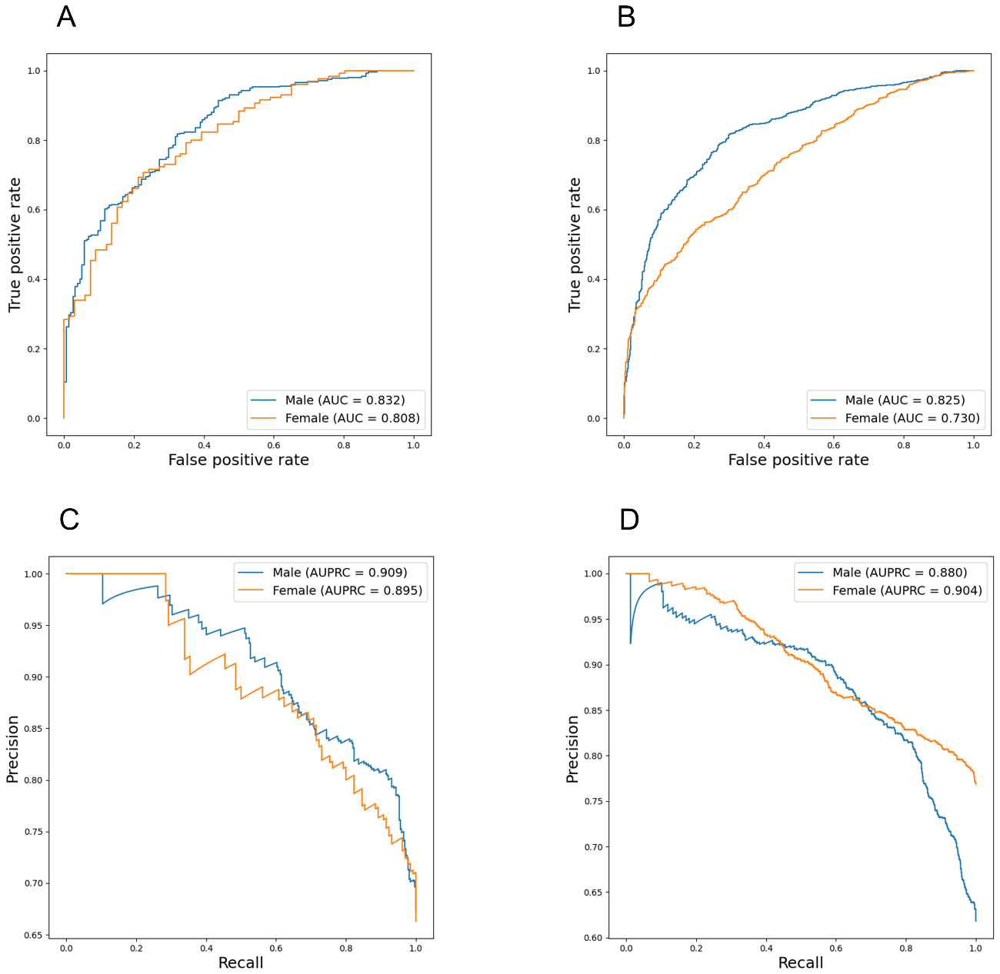 A
True positive rate
1.0
0.8
0.6
0.4
0.2
0.0
Male (AUC = 0.832)
Female (AUC = 0.808)
0.0 0.2 0.4 0.6 0.8 1.0
False positive rate
B
True positive rate
1.0
0.8
0.6
0.4
0.2
0.0
Male (AUC = 0.825)
Female (AUC = 0.730)
0.0 0.2 0.4 0.6 0.8 1.0
False positive rate
C
Precision
1.00
0.95
0.90
0.85
0.80
0.75
0.70
0.65
Male (AUPRC = 0.909)
Female (AUPRC = 0.895)
0.0 0.2 0.4 0.6 0.8 1.0
Recall
D
Precision
1.00
0.95
0.90
0.85
0.80
0.75
0.70
0.65
0.60
Male (AUPRC = 0.880)
Female (AUPRC = 0.904)
0.0 0.2 0.4 0.6 0.8 1.0
Recall